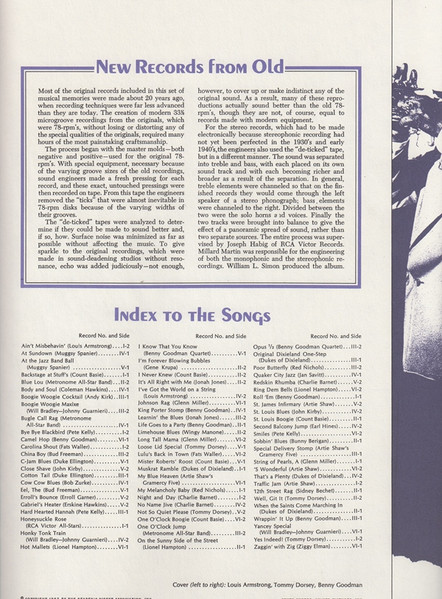 New Records from Old
Most of the original records included in this set of
musical memories were made about 20 years ago,
when recording techniques were far less advanced
than they are today. The creation of modern 33⅓
microgroove recordings from the originals, which
were 78-rpm's, without losing or distorting any of
the special qualities of the originals, required many
hours of the most painstaking craftsmanship.
The process began with the master molds—both
negative and positive—used for the original 78-
rpm's. With special equipment, necessary because
of the varying groove sizes of the old recordings,
sound engineers made a fresh pressing for each
record, and these exact, untouched pressings were
then recorded on tape. From this tape the engineers
removed the "ticks" that were almost inevitable in
78-rpm disks because of the varying widths of
their grooves.
The "de-ticked" tapes were analyzed to deter-
mine if they could be made to sound better and,
if so, how. Surface noise was minimized as far as
possible without affecting the music. To give
sparkle to the original recordings, which were
made in sound-deadening studios without reso-
nance, echo was added judiciously—not enough,
however, to cover up or make indistinct any of the
original sound. As a result, many of these repro-
ductions actually sound better than the old 78-
rpm's, though they are not, of course, equal to
records made with modern equipment.
For the stereo records, which had to be made
electronically because stereophonic recording had
not yet been perfected in the 1930's and early
1940's, the engineers also used the "de-ticked" tape,
but in a different manner. The sound was separated
into treble and bass, with each placed on its own
sound track and with each becoming richer and
broader as a result of the separation. In general,
treble elements were channeled so that on the fin-
ished records they would come through the left
speaker of a stereo phonograph; bass elements
were channeled to the right. Divided between the
two were the solo horns and voices. Finally the
two tracks were brought into balance to give the
effect of a panoramic spread of sound, rather than
two separate sources. The entire process was super-
vised by Joseph Habig of RCA Victor Records.
Millard Martin was responsible for the engineering
of both the monophonic and the stereophonic re-
cordings. William L. Simon produced the album.
Index to the Songs
Record No. and Side
Ain't Misbehavin' (Louis Armstrong)....I-2
At Sundown (Muggsy Spanier)..........IV-1
At the Jazz Band Ball
(Muggsy Spanier)....................V-1
Backstage at Stuff's (Count Basie)......I-1
Blue Lou (Metronome All-Star Band)...II-2
Body and Soul (Coleman Hawkins).....IV-1
Boogie Woogie Cocktail (Andy Kirk)...III-1
Boogie Woogie Maxixe
(Will Bradley–Johnny Guarnieri)....III-2
Bugle Call Rag (Metronome
All-Star Band)......................II-1
Bye Bye Blackbird (Pete Kelly).........I-2
Camel Hop (Benny Goodman)..........VI-1
Carolina Shout (Fats Waller)...........I-2
China Boy (Bud Freeman)..............III-2
C-Jam Blues (Duke Ellington)..........V-1
Close Shave (John Kirby)..............V-2
Cotton Tail (Duke Ellington)..........III-1
Cow Cow Blues (Bob Zurke)............IV-1
Eel, The (Bud Freeman)...............V-1
Erroll's Bounce (Erroll Garner)........V-2
Gabriel's Heater (Erskine Hawkins)....V-2
Hard Hearted Hannah (Pete Kelly).....III-1
Honeysuckle Rose
(RCA Victor All-Stars)...............I-1
Honky Tonk Train
(Will Bradley–Johnny Guarnieri)....IV-2
Hot Mallets (Lionel Hampton).........VI-1
Record No. and Side
I Know That You Know
(Benny Goodman Quartet)............V-1
I'm Forever Blowing Bubbles
(Gene Krupa)......................II-2
I Never Knew (Count Basie)............II-1
It's All Right with Me (Jonah Jones)....II-2
I've Got the World on a String
(Louis Armstrong)..................VI-2
Johnson Rag (Glenn Miller)...........VI-1
King Porter Stomp (Benny Goodman)...IV-1
Leanin' the Blues (Jonah Jones).......III-2
Life Goes to a Party (Benny Goodman)..II-1
Limehouse Blues (Wingy Manone)......II-2
Long Tall Mama (Glenn Miller)........VI-2
Loose Lid Special (Tommy Dorsey).....V-1
Lulu's Back in Town (Fats Waller).....VI-2
Mister Roberts' Roost (Count Basie)...VI-2
Muskrat Ramble (Dukes of Dixieland)...I-1
My Blue Heaven (Artie Shaw's
Gramercy Five)....................VI-1
My Melancholy Baby (Red Nichols).....I-1
Night and Day (Charlie Barnet)........I-2
No Name Jive (Charlie Barnet)........IV-2
Not So Quiet Please (Tommy Dorsey)...V-2
One O'Clock Boogie (Count Basie).....VI-2
One O'Clock Jump
(Metronome All-Star Band).........III-2
On the Sunny Side of the Street
(Lionel Hampton)..................II-1
Record No. and Side
Opus ½ (Benny Goodman Quartet).....III-2
Original Dixieland One-Step
(Dukes of Dixieland)................II-1
Poor Butterfly (Red Nichols)..........III-2
Quaker City Jazz (Jan Savitt)..........IV-1
Redskin Rhumba (Charlie Barnet)......V-2
Ring Dem Bells (Lionel Hampton).....VI-2
Roll 'Em (Benny Goodman)............I-1
St. James Infirmary (Artie Shaw)......V-2
St. Louis Blues (John Kirby)..........IV-2
St. Louis Boogie (Count Basie)........II-1
Second Balcony Jump (Earl Hines)....IV-2
Smiles (Pete Kelly)...................VI-2
Sobbin' Blues (Bunny Berigan)........II-1
Special Delivery Stomp (Artie Shaw's
Gramercy Five)....................III-1
String of Pearls, A (Glenn Miller)......I-1
'S Wonderful (Artie Shaw).............VI-2
That's a Plenty (Dukes of Dixieland)...IV-2
Traffic Jam (Artie Shaw)..............I-2
12th Street Rag (Sidney Bechet).......II-1
Well, Git It (Tommy Dorsey)..........II-2
When the Saints Come Marching In
(Dukes of Dixieland)...............III-1
Wrappin' It Up (Benny Goodman).....III-1
Yancey Special
(Will Bradley–Johnny Guarnieri)....VI-1
Yes Indeed! (Tommy Dorsey)..........I-2
Zaggin' with Zig (Ziggy Elman).......VI-1
Cover (left to right): Louis Armstrong, Tommy Dorsey, Benny Goodman